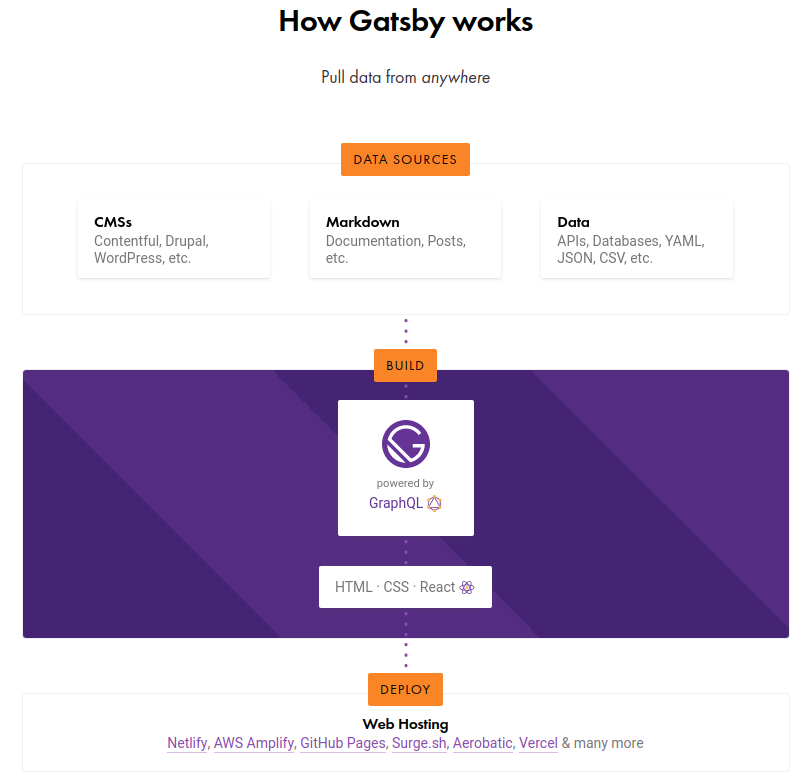 How Gatsby works
Pull data from anywhere
DATA SOURCES
CMSs
Contentful, Drupal,
WordPress, etc.
Markdown
Documentation, Posts,
etc.
Data
APIs, Databases, YAML,
JSON, CSV, etc.
BUILD
powered by
GraphQL
HTML · CSS · React
DEPLOY
Web Hosting
Netlify, AWS Amplify, GitHub Pages, Surge.sh, Aerobatic, Vercel & many more